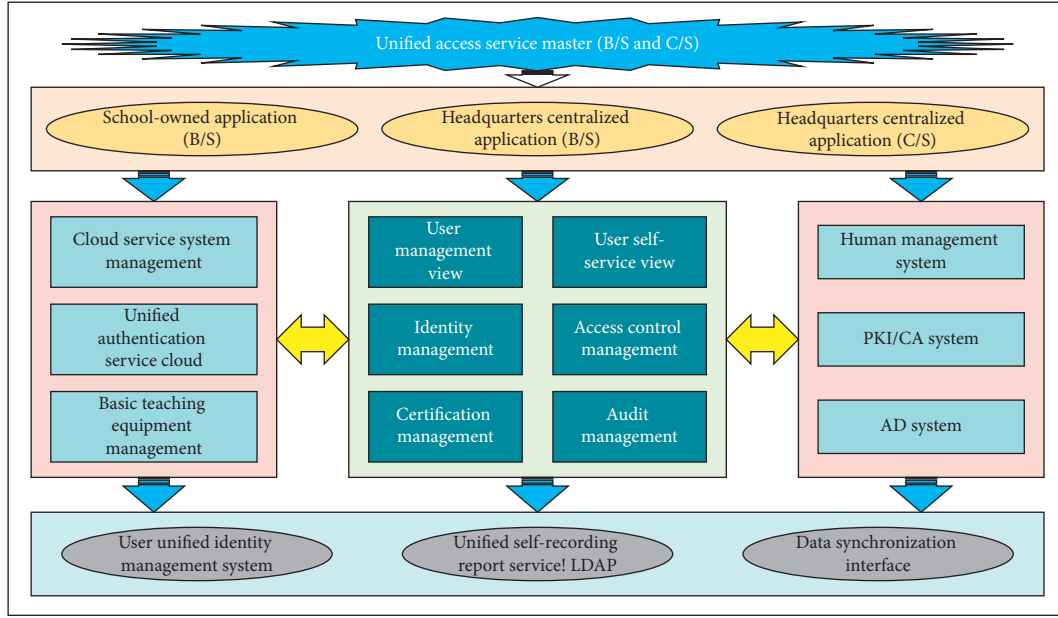 Unified access service master (B/S and C/S)
School-owned application
(B/S)
Headquarters centralized
application (B/S)
Headquarters centralized
application (C/S)
Cloud service system
management
Unified
authentication
service cloud
Basic teaching
equipment
management
User
management
view
User self-
service view
Identity
management
Access control
management
Certification
management
Audit
management
Human management
system
PKI/CA system
AD system
User unified identity
management system
Unified self-recording
report service! LDAP
Data synchronization
interface